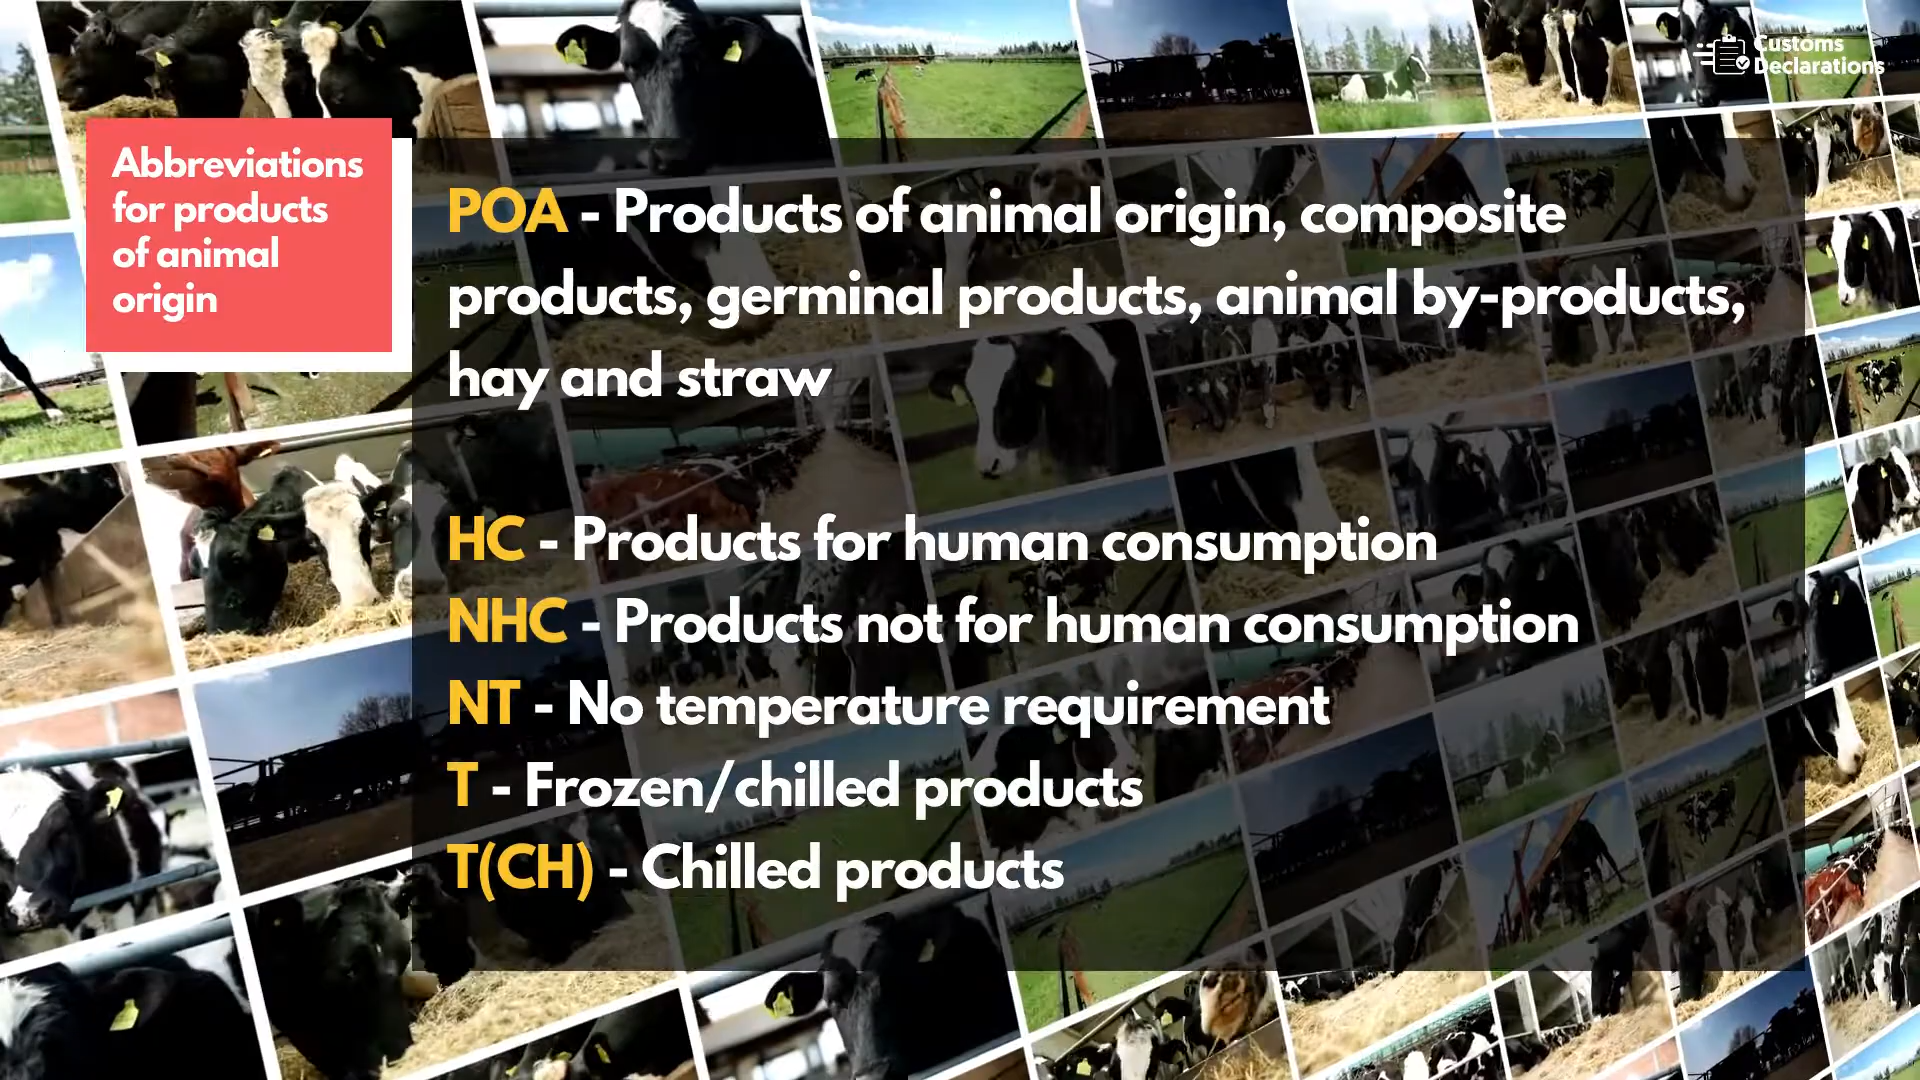 Customs
Declarations
Abbreviations
for products
of animal
origin
POA - Products of animal origin, composite
products, germinal products, animal by-products,
hay and straw
HC - Products for human consumption
NHC - Products not for human consumption
NT - No temperature requirement
T - Frozen/chilled products
T(CH) - Chilled products